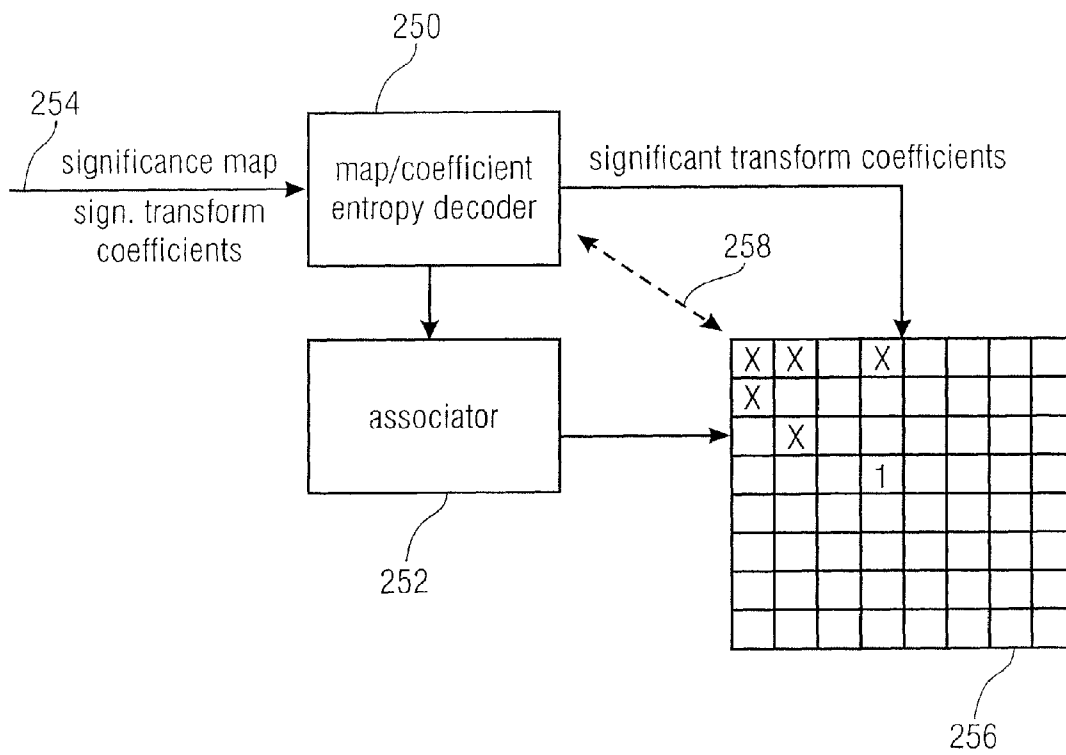 250
254
significance map
sign. transform
coefficients
map/coefficient
entropy decoder
significant transform coefficients
258
associator
252
X X X
X
X
1
256